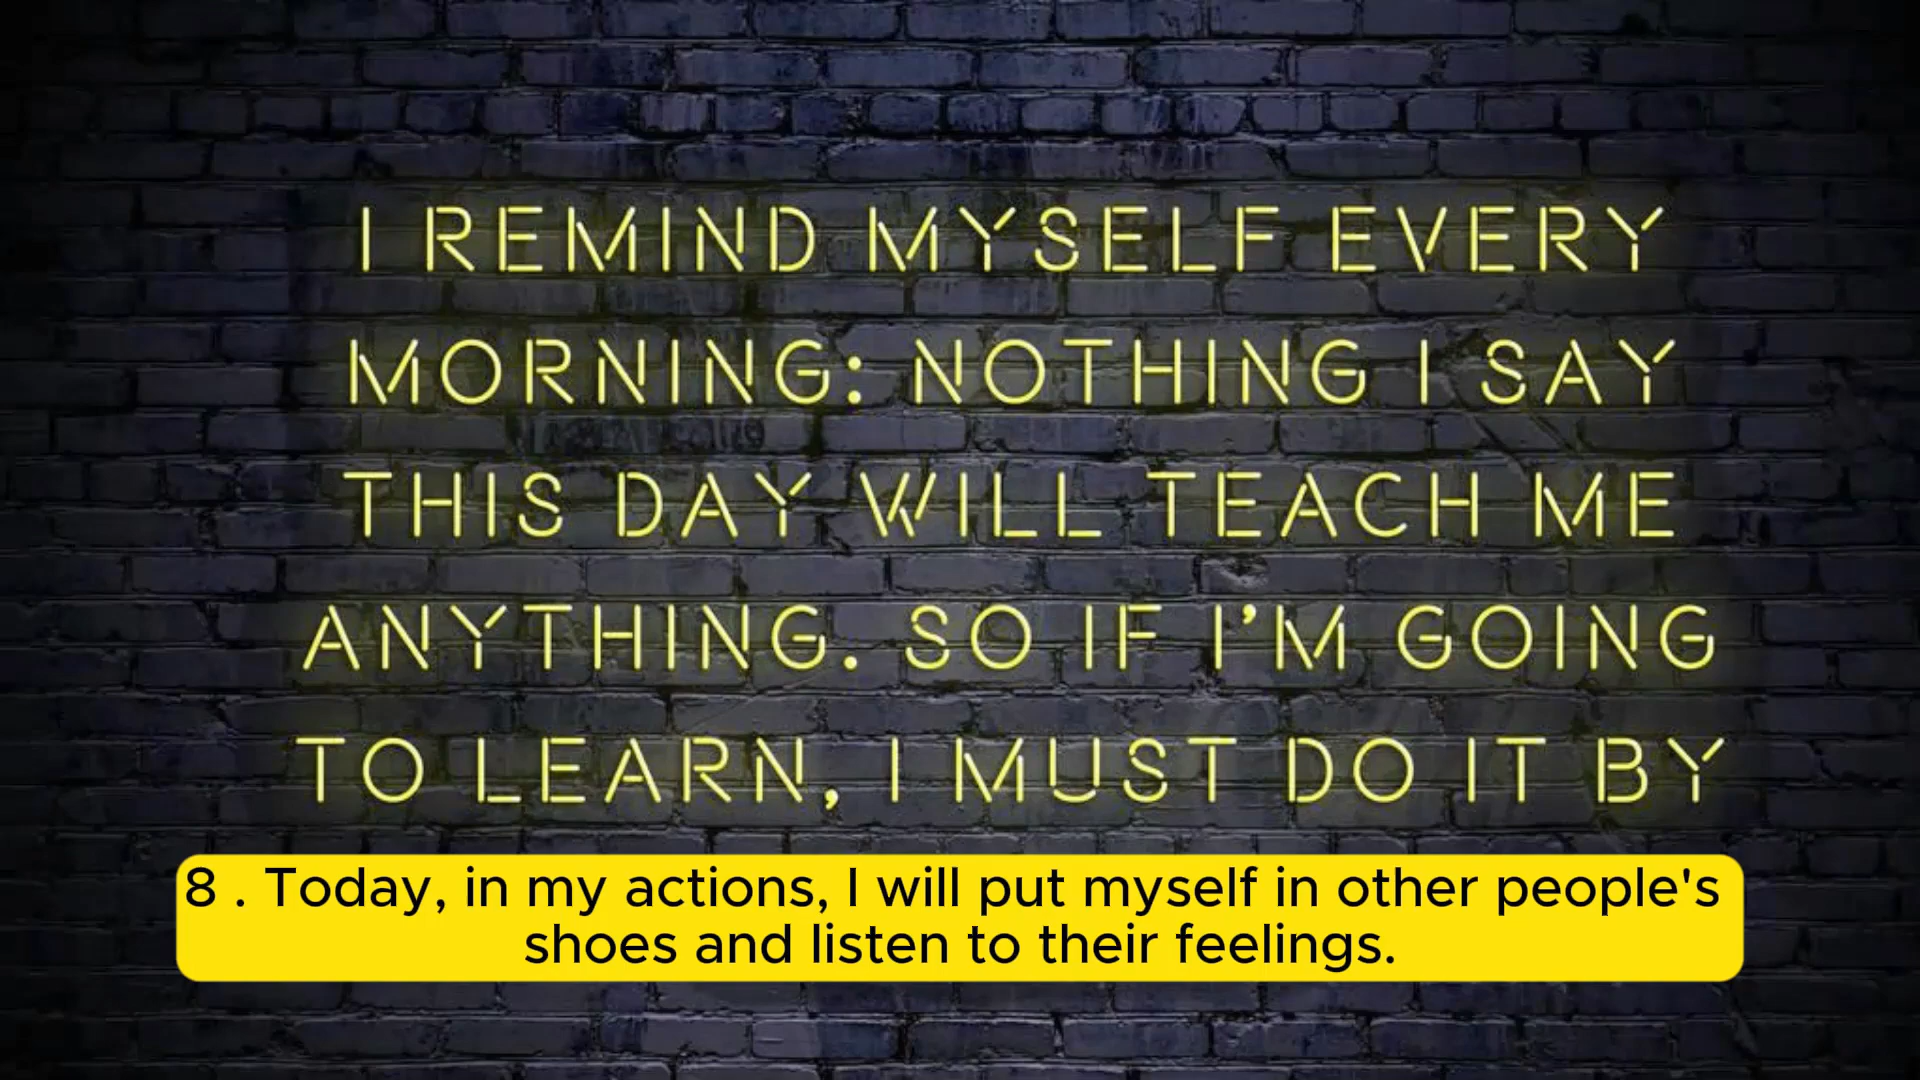 I REMIND MYSELF EVERY
MORNING: NOTHING I SAY
THIS DAY WILL TEACH ME
ANYTHING. SO IF I'M GOING
TO LEARN, I MUST DO IT BY
8 . Today, in my actions, I will put myself in other people's
shoes and listen to their feelings.